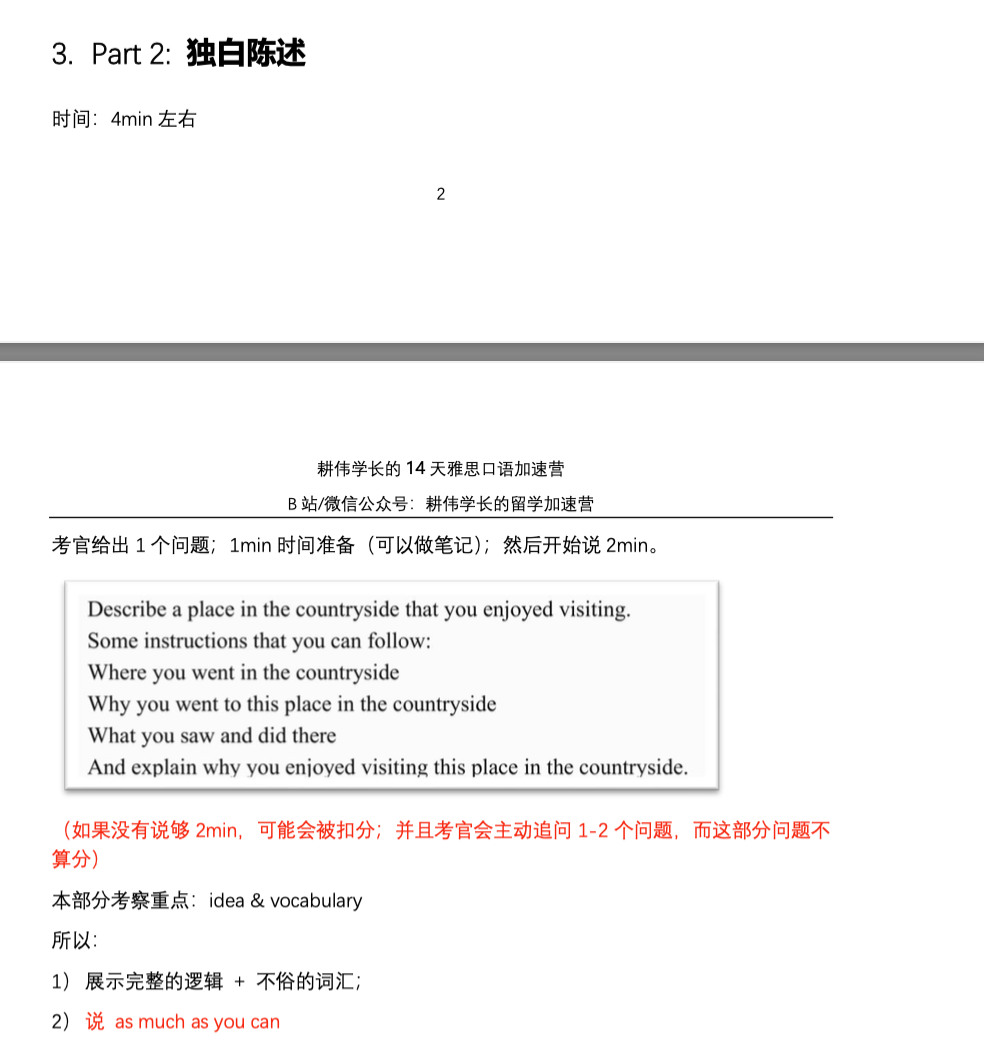 3. Part 2: 独白陈述
时间：4min 左右
2
耕伟学长的 14 天雅思口语加速营
B 站/微信公众号：耕伟学长的留学加速营
考官给出 1 个问题；1min 时间准备（可以做笔记）；然后开始说 2min。
Describe a place in the countryside that you enjoyed visiting.
Some instructions that you can follow:
Where you went in the countryside
Why you went to this place in the countryside
What you saw and did there
And explain why you enjoyed visiting this place in the countryside.
（如果没有说够 2min，可能会被扣分；并且考官会主动追问 1-2 个问题，而这部分问题不
算分）
本部分考察重点：idea & vocabulary
所以：
1） 展示完整的逻辑 + 不俗的词汇；
2） 说 as much as you can